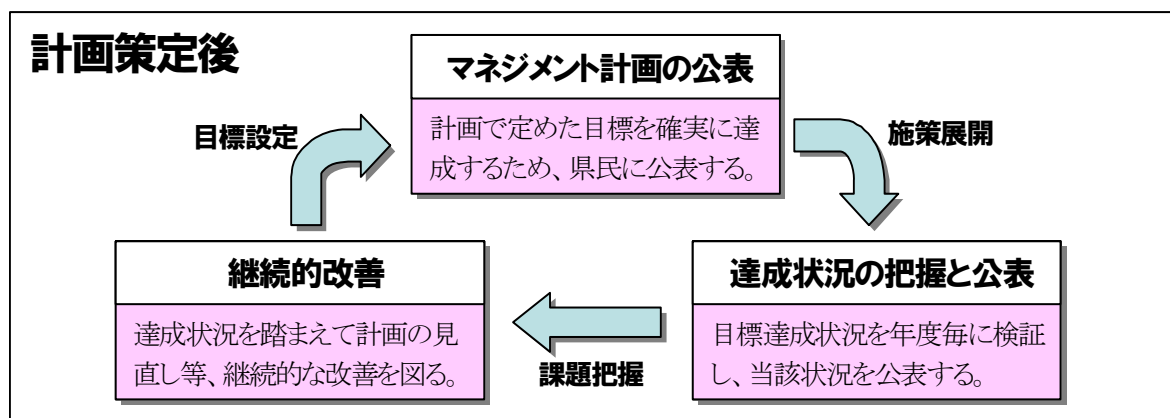 計画策定後
マネジメント計画の公表
計画で定めた目標を確実に達
成するため、県民に公表する。
目標設定
施策展開
継続的改善
達成状況を踏まえて計画の見
直し等、継続的な改善を図る。
課題把握
達成状況の把握と公表
目標達成状況を年度毎に検証
し、当該状況を公表する。